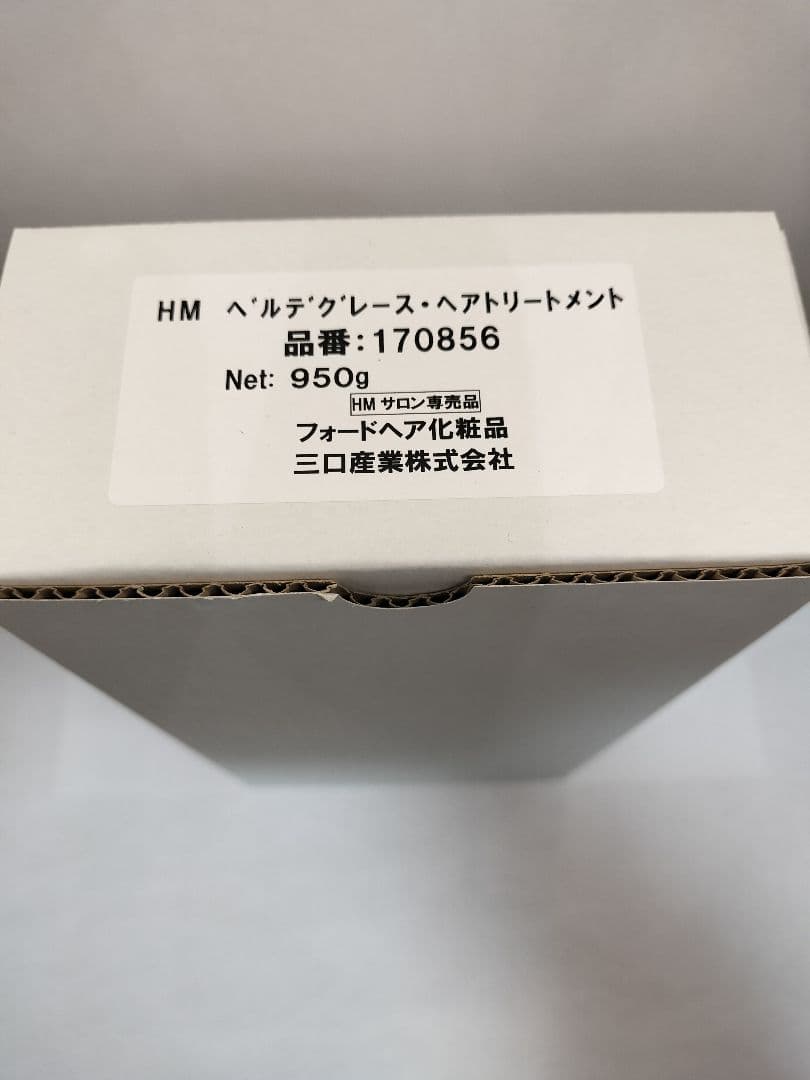 HM ベルデグレース・ヘアトリートメント
品番:170856
Net: 950g
HM サロン専売品
フォードヘア化粧品
三口産業株式会社